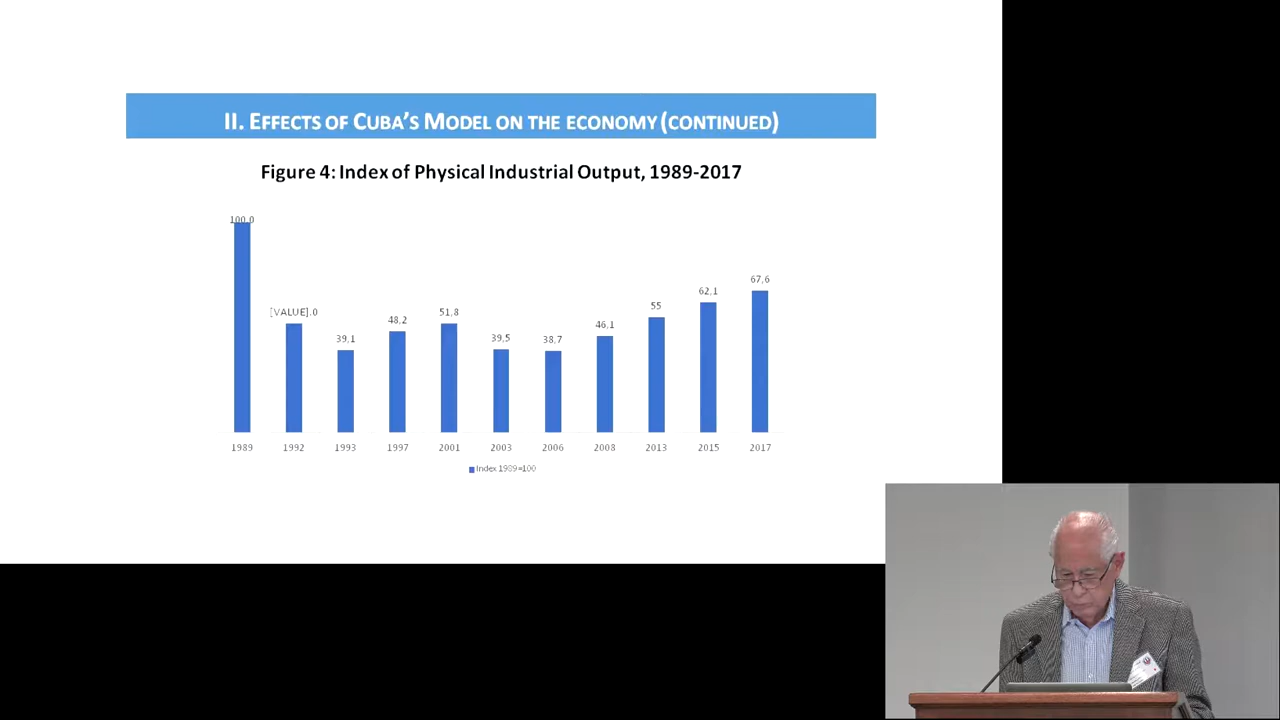 II. EFFECTS OF CUBA'S MODEL ON THE ECONOMY (CONTINUED)
Figure 4: Index of Physical Industrial Output, 1989-2017
100,0
[VALUE].0
39,1
48,2
51,8
39,5
38,7
46,1
55
62,1
67,6
1989 1992 1993 1997 2001 2003 2006 2008 2013 2015 2017
Index 1989=100